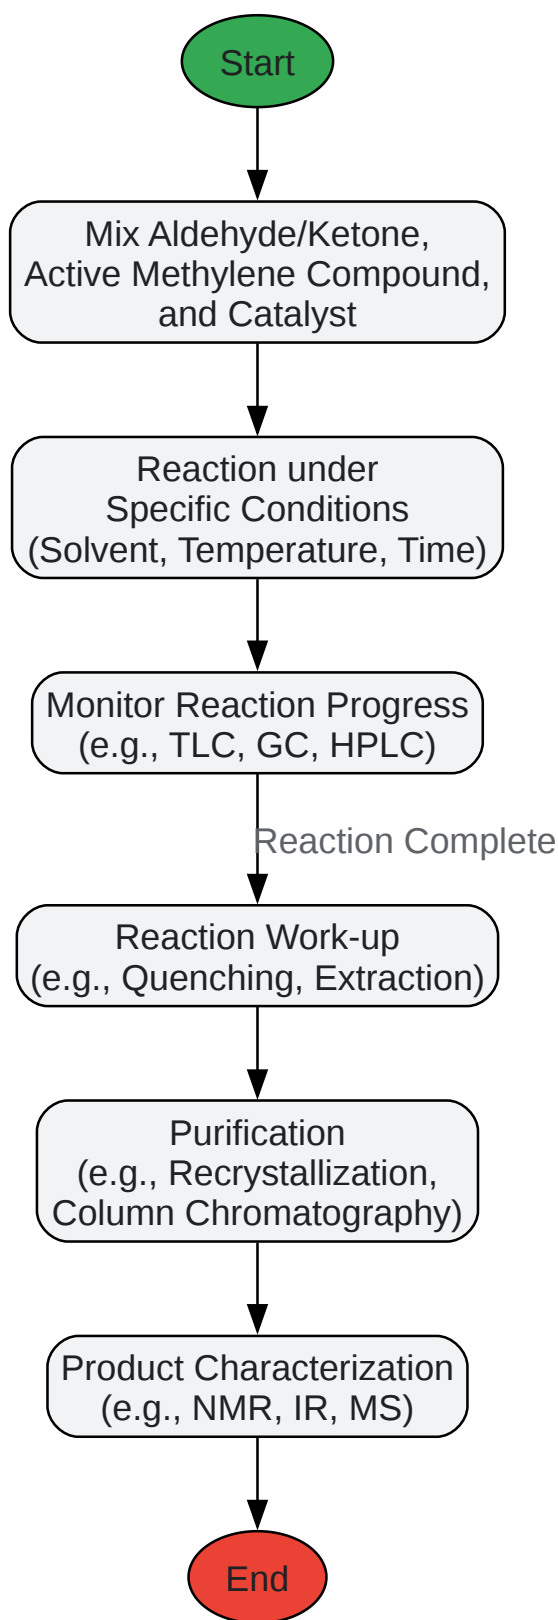 Start
Mix Aldehyde/Ketone,
Active Methylene Compound,
and Catalyst
Reaction under
Specific Conditions
(Solvent, Temperature, Time)
Monitor Reaction Progress
(e.g., TLC, GC, HPLC)
Reaction Complete
Reaction Work-up
(e.g., Quenching, Extraction)
Purification
(e.g., Recrystallization,
Column Chromatography)
Product Characterization
(e.g., NMR, IR, MS)
End